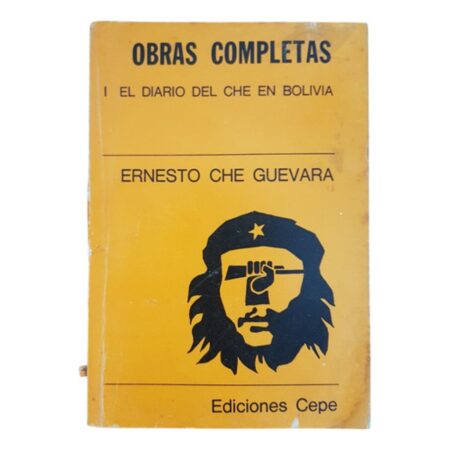 OBRAS COMPLETAS
I EL DIARIO DEL CHE EN BOLIVIA
ERNESTO CHE GUEVARA
Ediciones Cepe